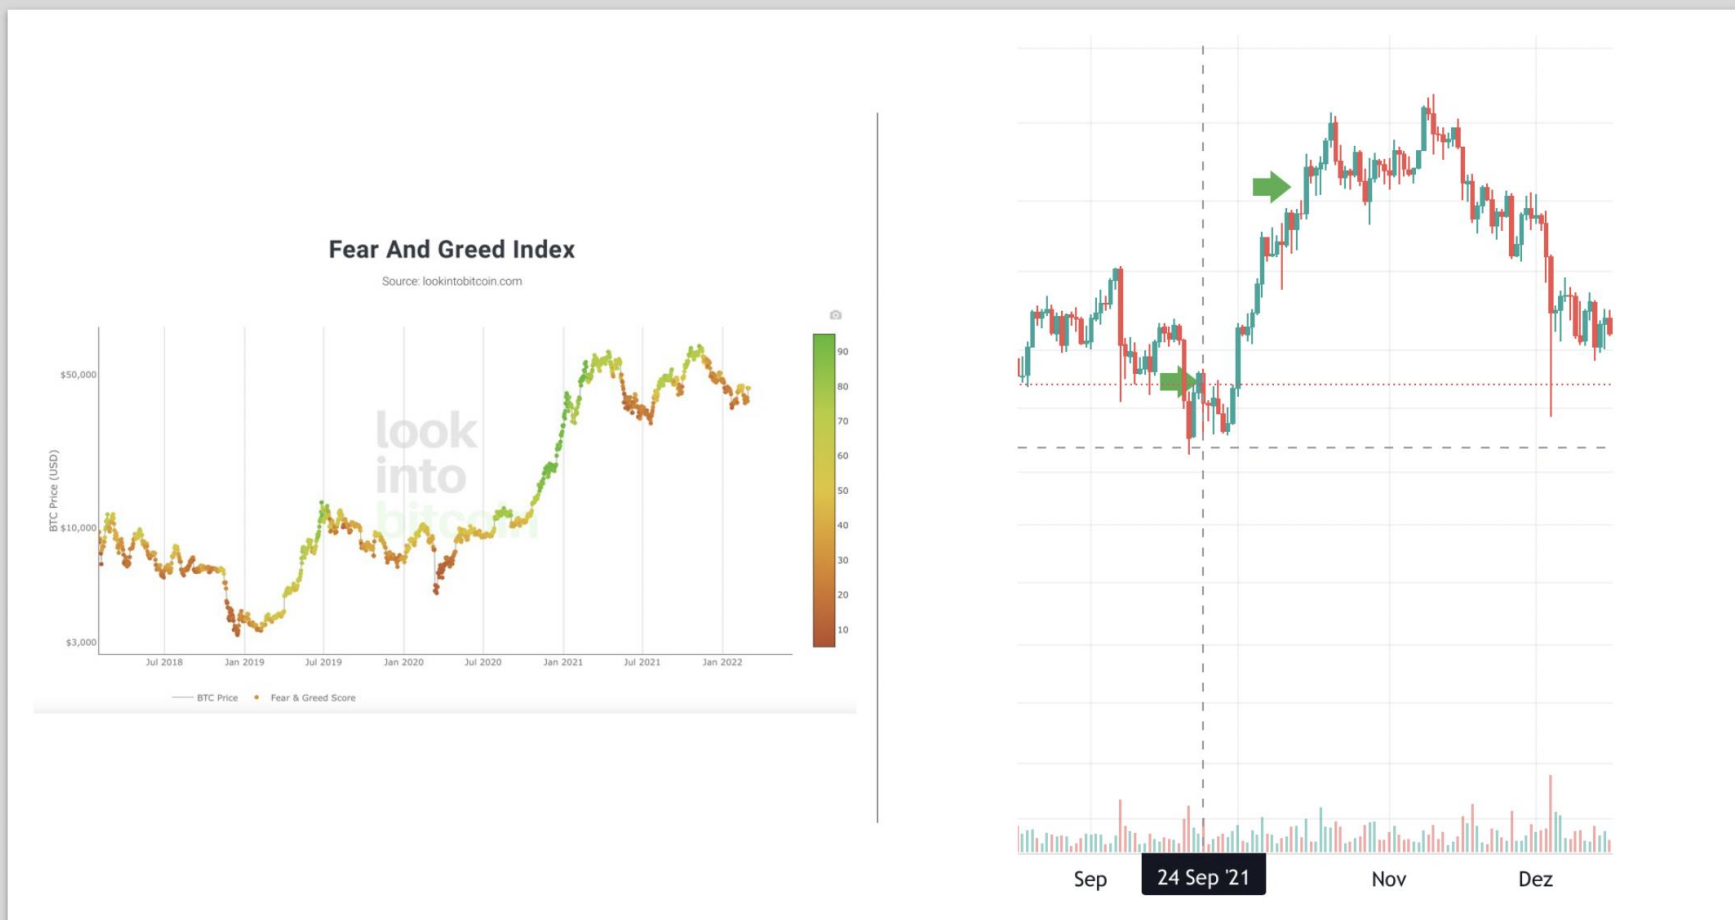 Fear And Greed Index
Source: lookintobitcoin.com
look
into
bitcoin
BTC Price (USD)
$50,000
$10,000
$3,000
90
80
70
60
50
40
30
20
10
Jul 2018
Jan 2019
Jul 2019
Jan 2020
Jul 2020
Jan 2021
Jul 2021
Jan 2022
BTC Price
Fear & Greed Score
Sep
24 Sep '21
Nov
Dez